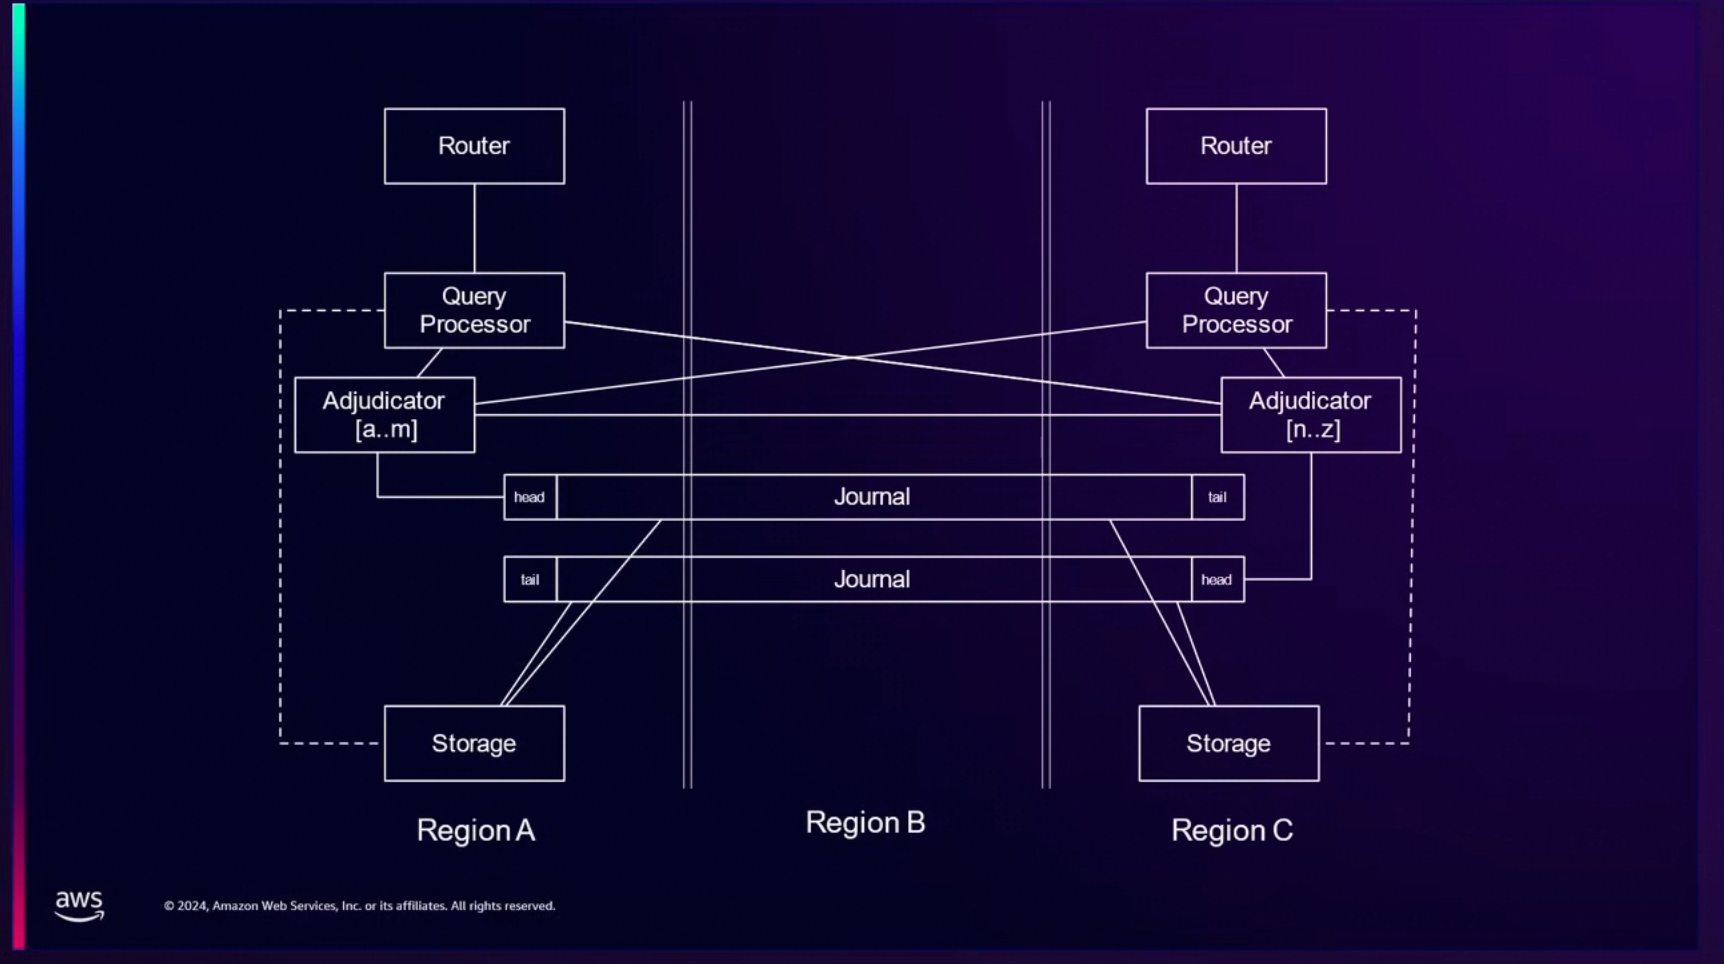 Router
Router
Query
Processor
Query
Processor
Adjudicator
[a..m]
Adjudicator
[n..z]
head
Journal
tail
tail
Journal
head
Storage
Storage
Region A
Region B
Region C
aws
© 2024, Amazon Web Services, Inc. or its affiliates. All rights reserved.